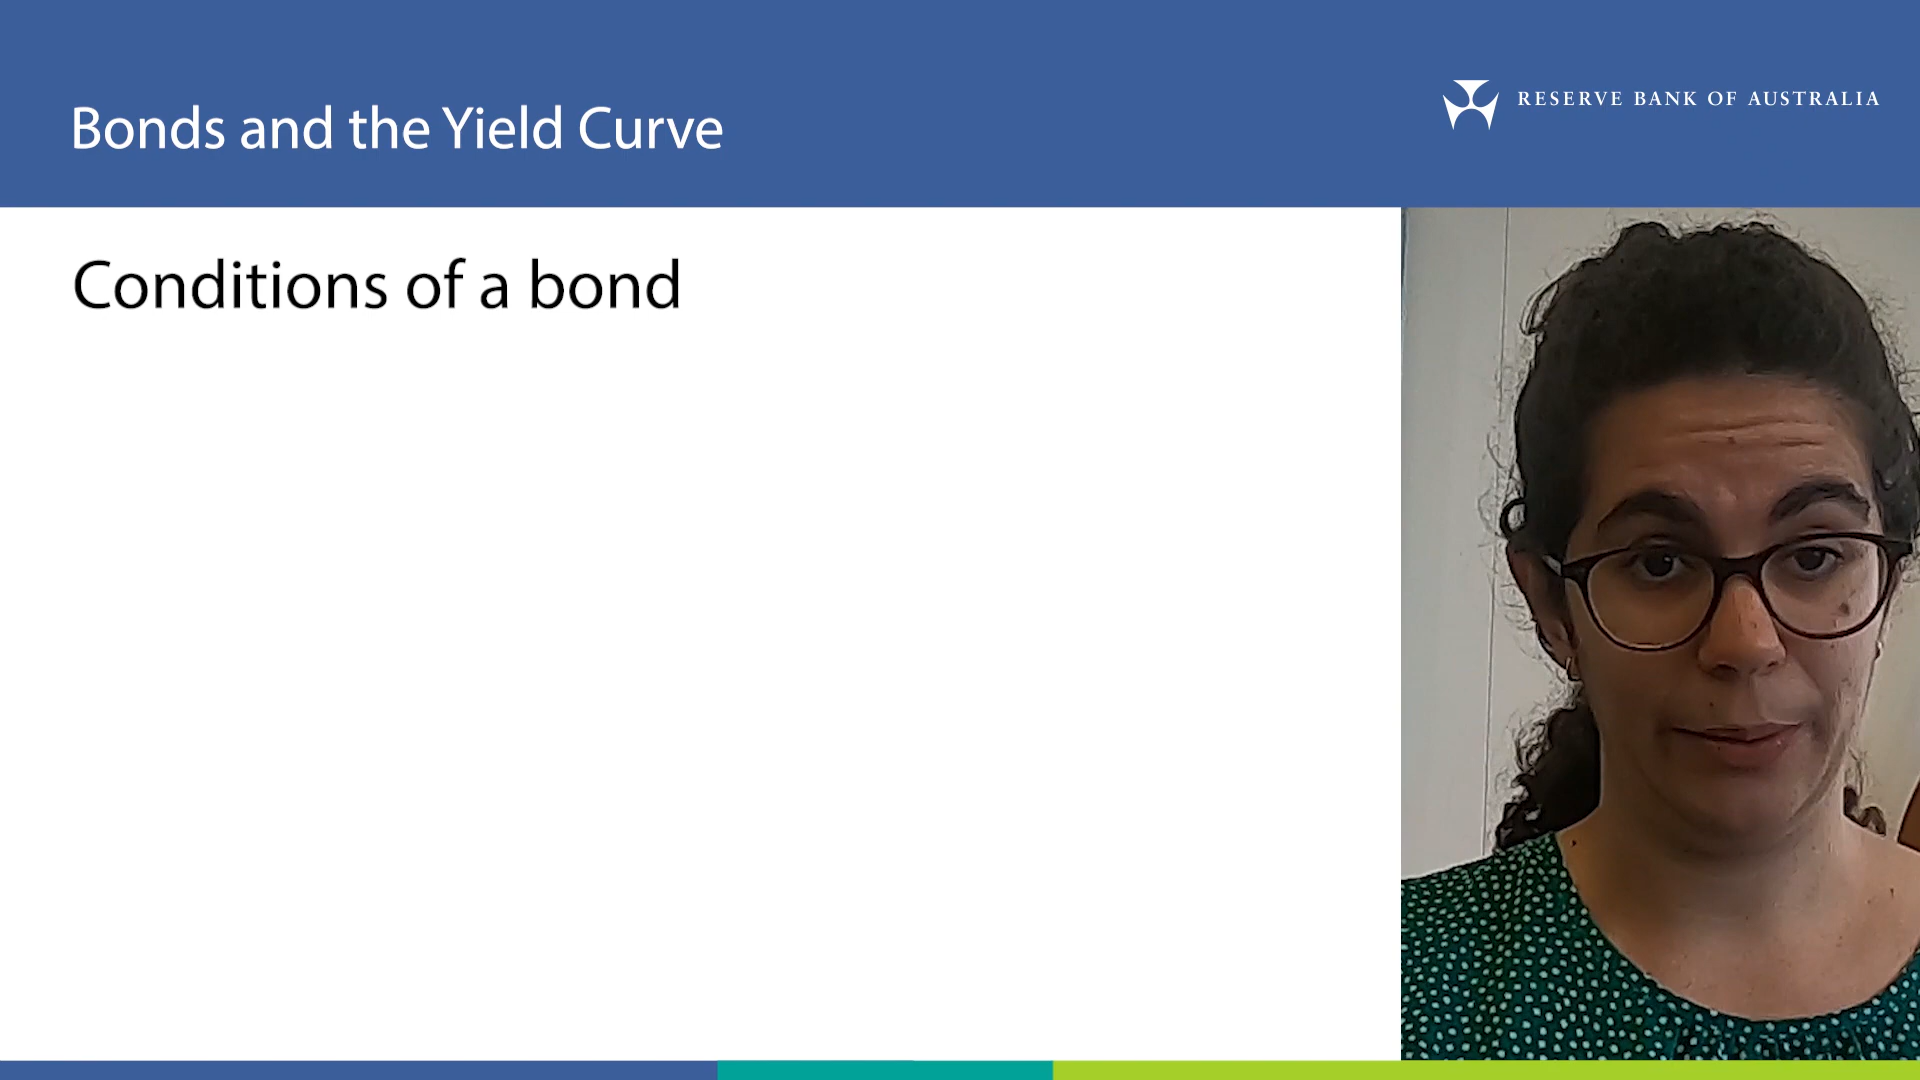 Bonds and the Yield Curve
RESERVE BANK OF AUSTRALIA
Conditions of a bond